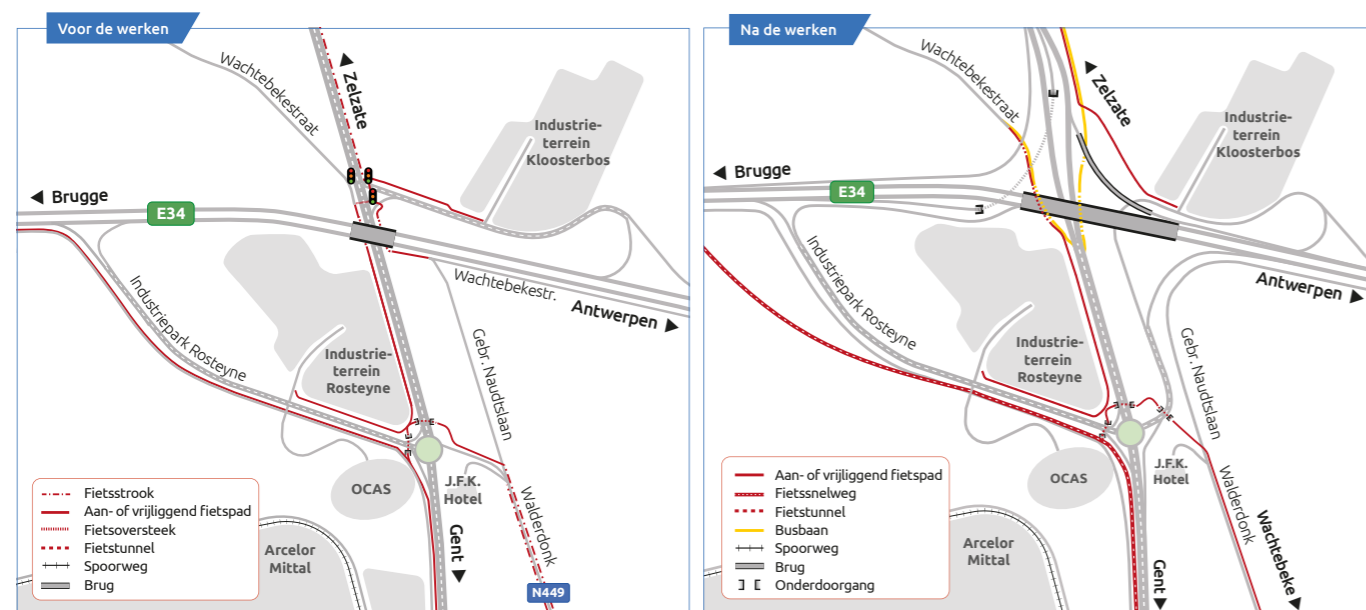 Voor de werken
Zelzate
Wachtebekestraat
Industrie-
terrein
Kloosterbos
Brugge
E34
Wachtebekestr.
Antwerpen
Industriepark Rosteyne
Industrie-
terrein
Rosteyne
Gebr. Naudtslaan
OCAS
J.F.K.
Hotel
Walderdonk
Gent
Arcelor
Mittal
N449
Fietsstrook
Aan- of vrijliggend fietspad
Fietsoversteek
Fietstunnel
Spoorweg
Brug
Na de werken
Wachtebekestraat
Zelzate
Industrie-
terrein
Kloosterbos
Brugge
E34
Antwerpen
Industriepark Rosteyne
Industrie-
terrein
Rosteyne
Gebr. Naudtslaan
OCAS
J.F.K.
Hotel
Walderdonk
Wachtebeke
Gent
Arcelor
Mittal
Aan- of vrijliggend fietspad
Fietssnelweg
Fietstunnel
Busbaan
Spoorweg
Brug
Onderdoorgang